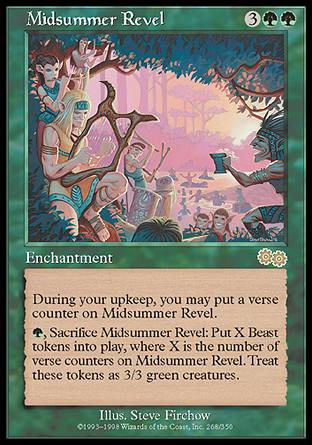 Midsummer Revel 3
Enchantment
During your upkeep, you may put a verse
counter on Midsummer Revel.
, Sacrifice Midsummer Revel: Put X Beast
tokens into play, where X is the number of
verse counters on Midsummer Revel. Treat
these tokens as 3/3 green creatures.
Illus. Steve Firchow
©1993–1998 Wizards of the Coast, Inc. 268/350